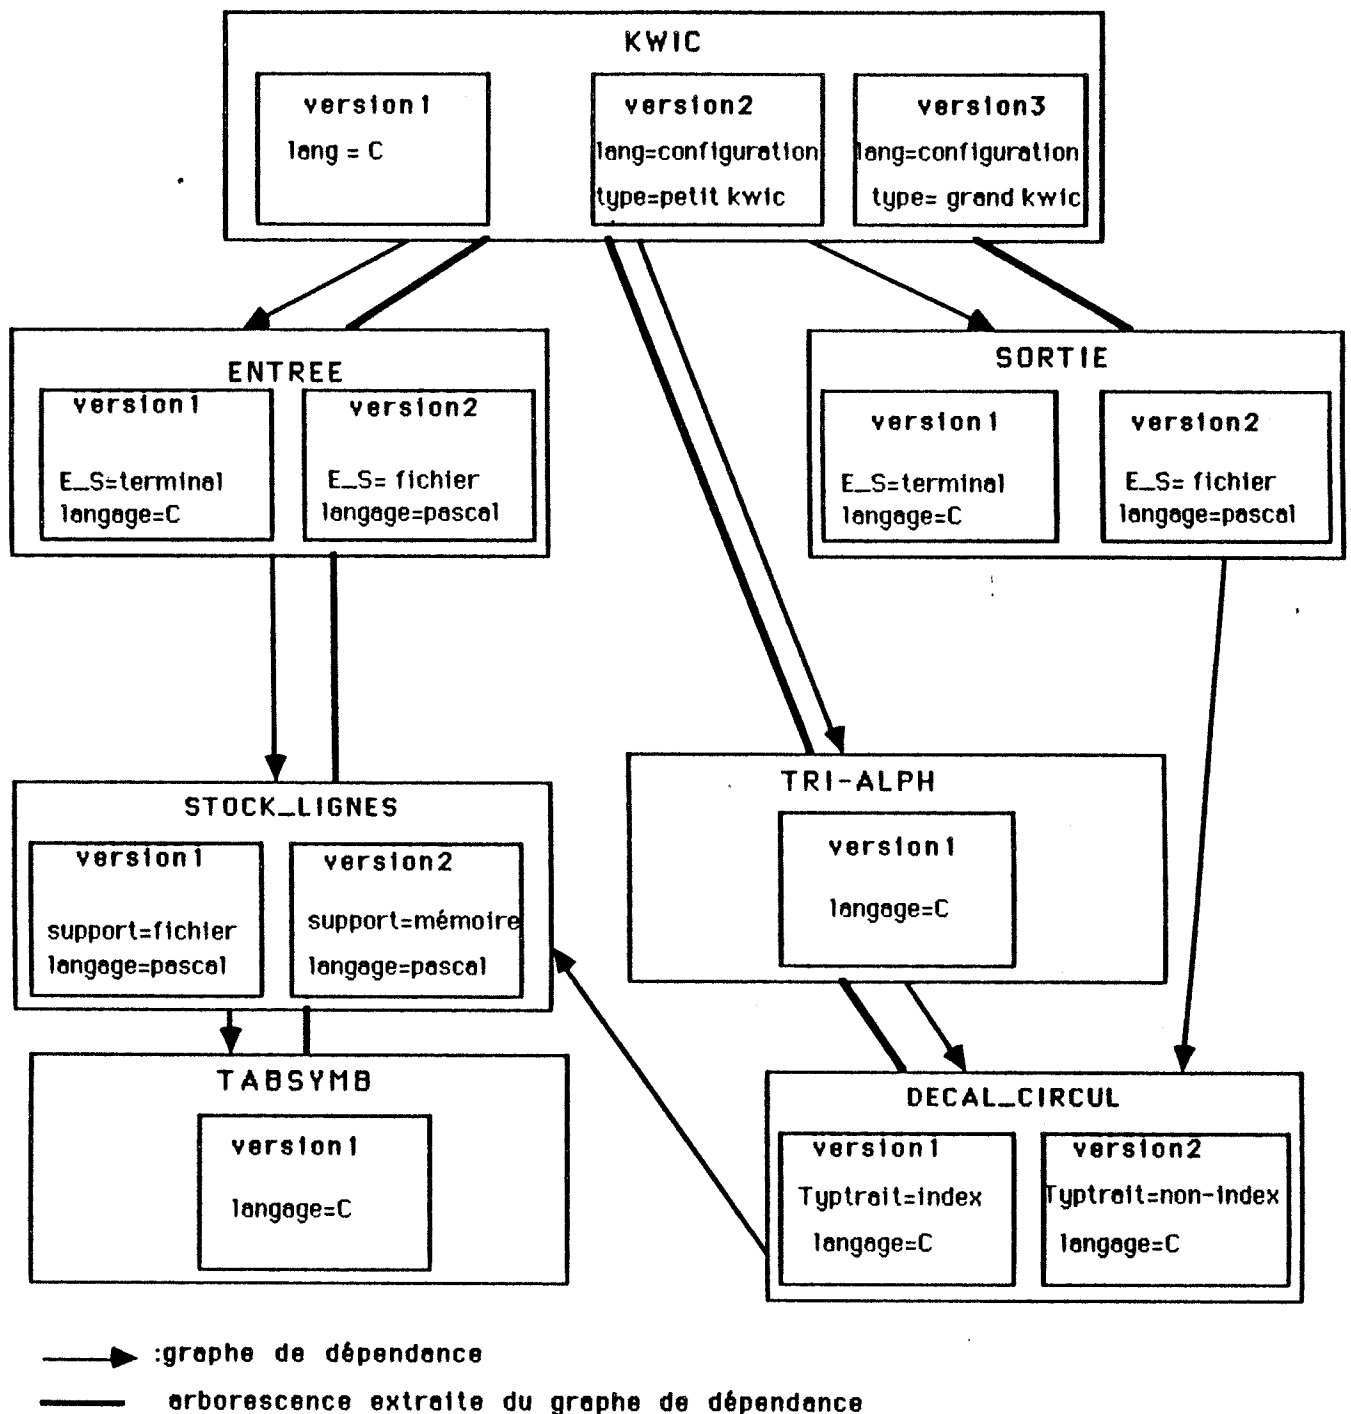 KWIC
version1
lang = C
version2
lang=configuration
type=petit kwic
version3
lang=configuration
type= grand kwic
ENTREE
version1
E_S=terminal
langage=C
version2
E_S= fichier
langage=pascal
SORTIE
version1
E_S=terminal
langage=C
version2
E_S= fichier
langage=pascal
STOCK_LIGNES
version1
support=fichier
langage=pascal
version2
support=mémoire
langage=pascal
TRI-ALPH
version1
langage=C
TABSYMB
version1
langage=C
DECAL_CIRCUL
version1
Typtrait=index
langage=C
version2
Typtrait=non-index
langage=C
:graphe de dépendance
arborescence extraite du graphe de dépendance